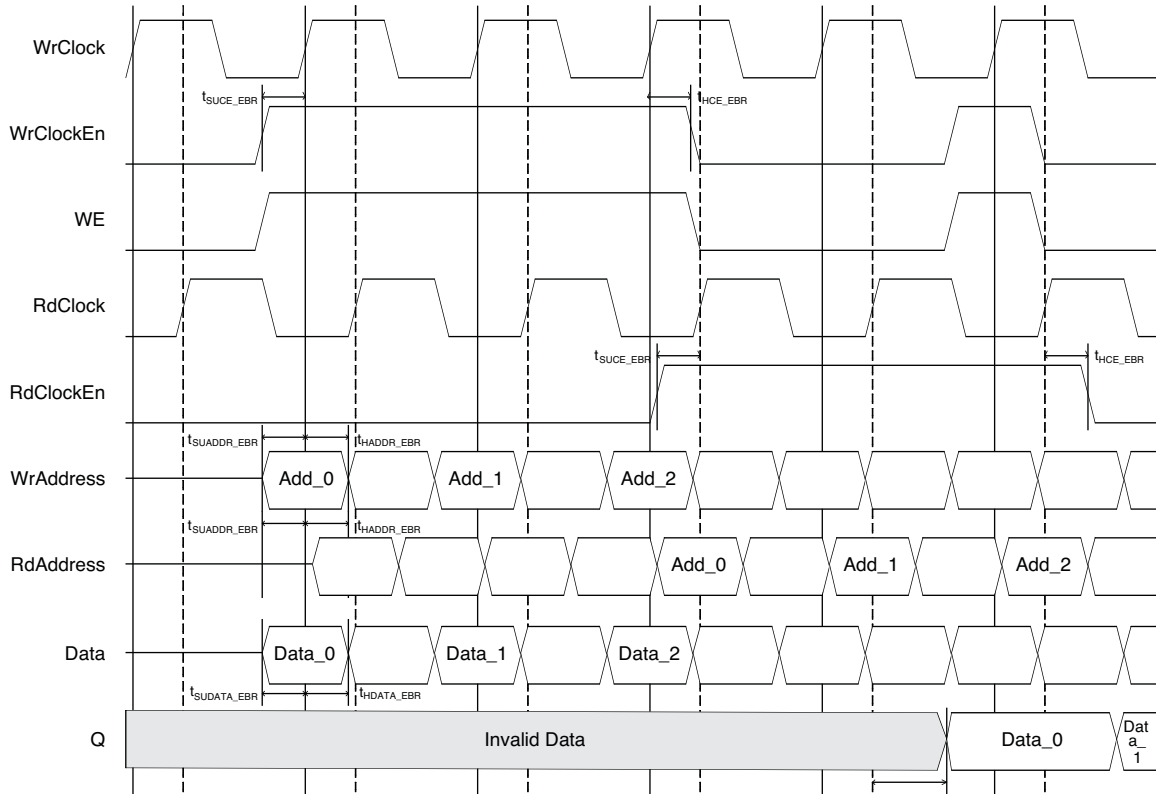 WrClock
tSUCE_EBR
tHCE_EBR
WrClockEn
WE
RdClock
tSUCE_EBR
tHCE_EBR
RdClockEn
tSUADDR_EBR
tHADDR_EBR
WrAddress
Add_0
Add_1
Add_2
tSUADDR_EBR
tHADDR_EBR
RdAddress
Add_0
Add_1
Add_2
Data
Data_0
Data_1
Data_2
tSUDATA_EBR
tHDATA_EBR
Q
Invalid Data
Data_0
Dat
a_
1